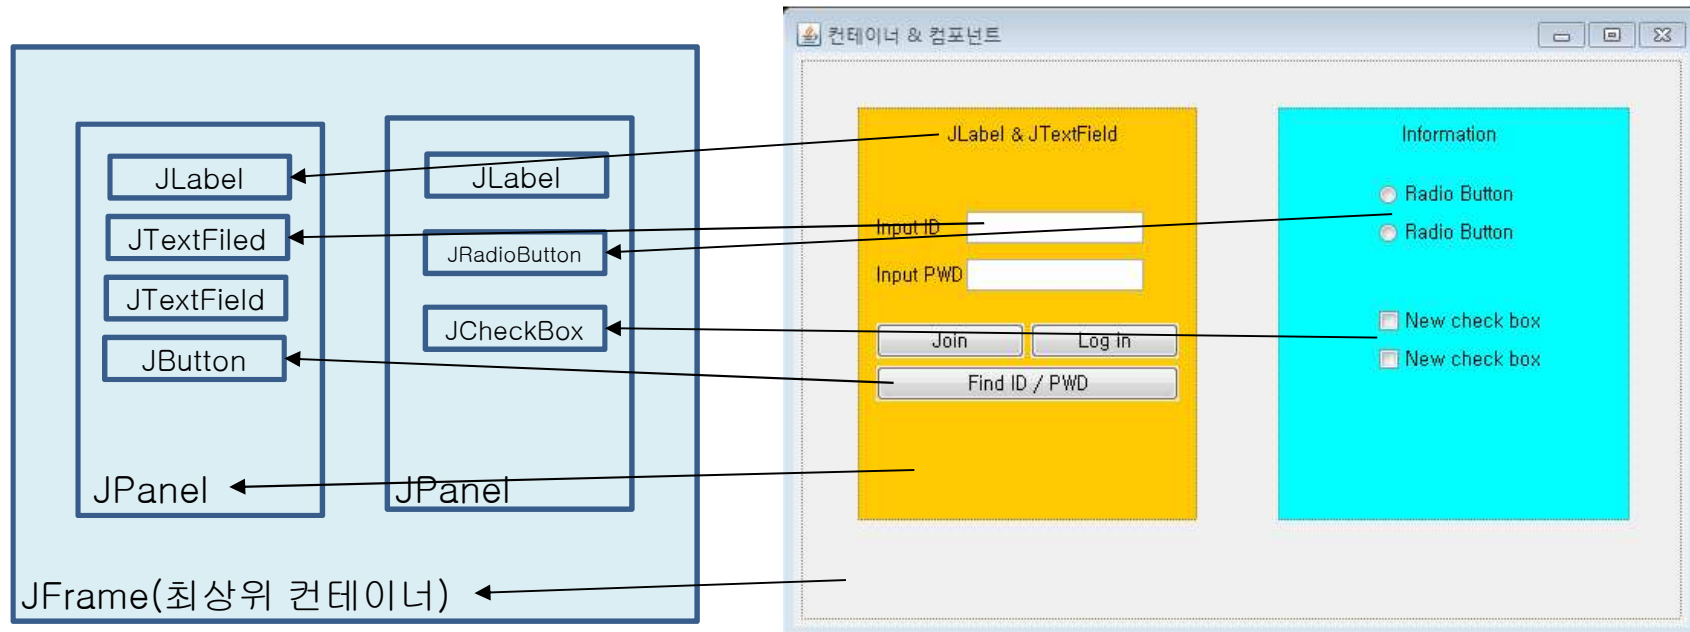 JLabel
JTextFiled
JTextField
JButton
JPanel
JLabel
JRadioButton
JCheckBox
JPanel
JFrame(최상위 컨테이너)
컨테이너 & 컴포넌트
JLabel & JTextField
Input ID
Input PWD
Join
Log in
Find ID / PWD
Information
Radio Button
Radio Button
New check box
New check box